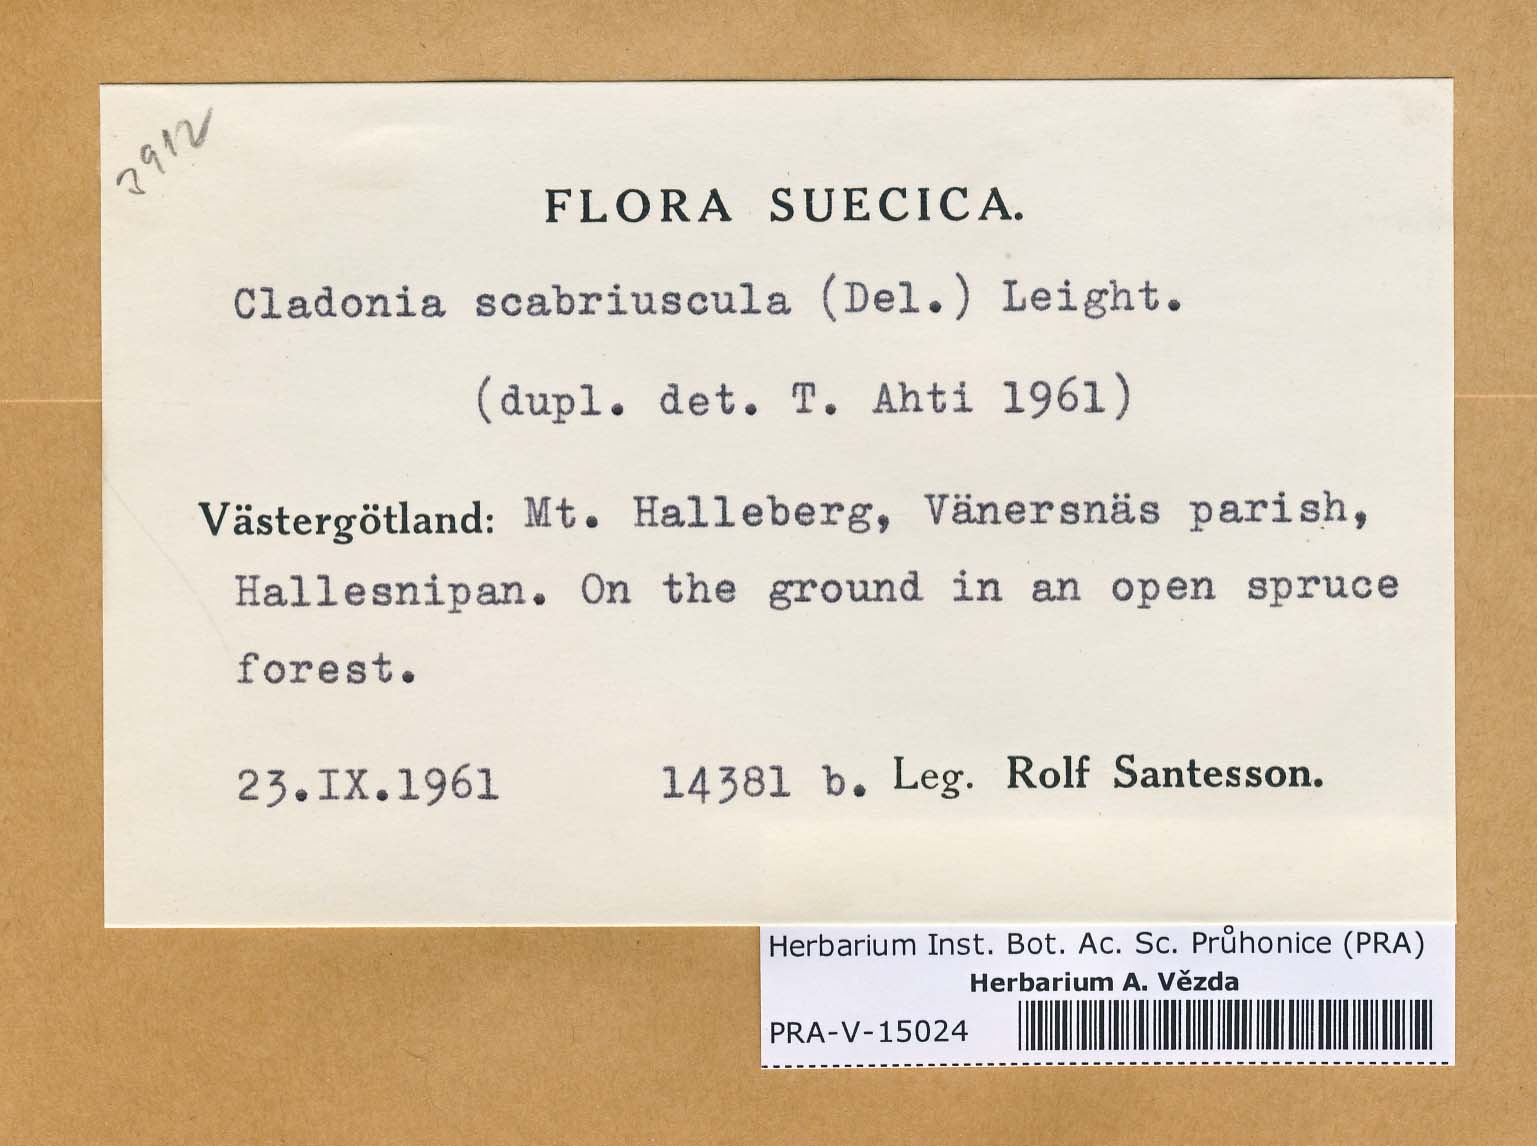 3912
FLORA SUECICA.
Cladonia scabriuscula (Del.) Leight.
(dupl. det. T. Ahti 1961)
Västergötland: Mt. Halleberg, Vänersnäs parish,
Hallesnipan. On the ground in an open spruce
forest.
23.IX.1961 14381 b. Leg. Rolf Santesson.
Herbarium Inst. Bot. Ac. Sc. Průhonice (PRA)
Herbarium A. Vězda
PRA-V-15024